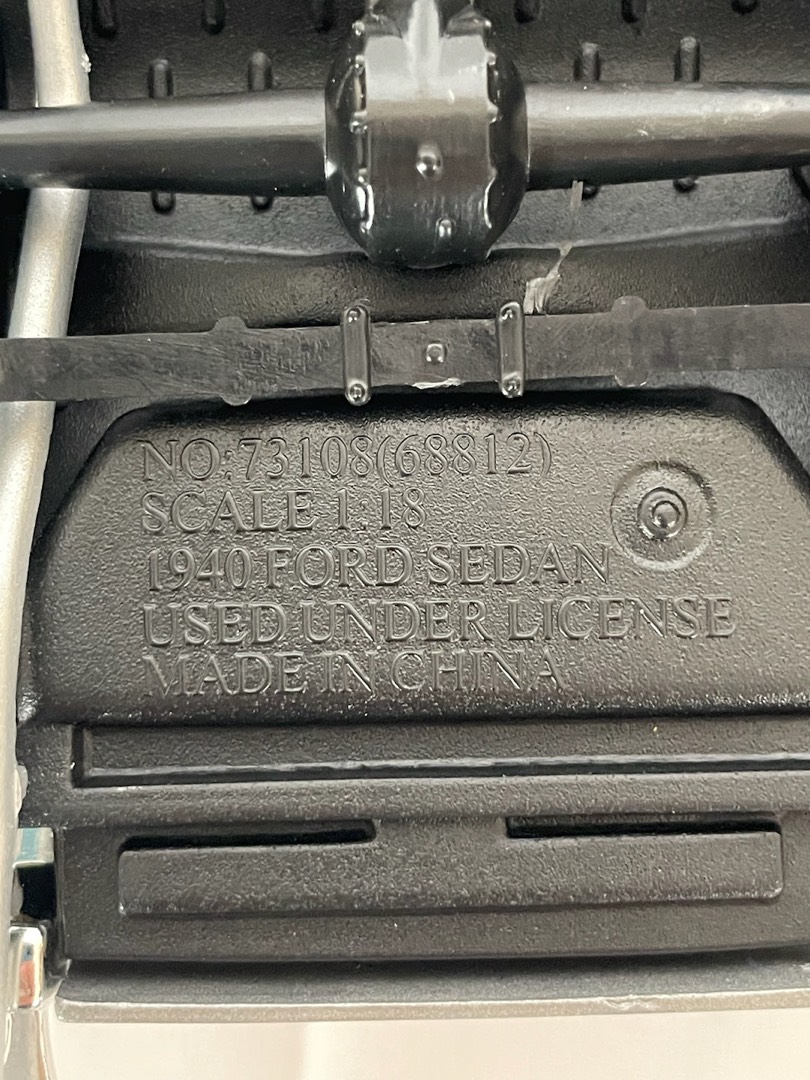 NO:73108(68812)
SCALE 1:18
1940 FORD SEDAN
USED UNDER LICENSE
MADE IN CHINA